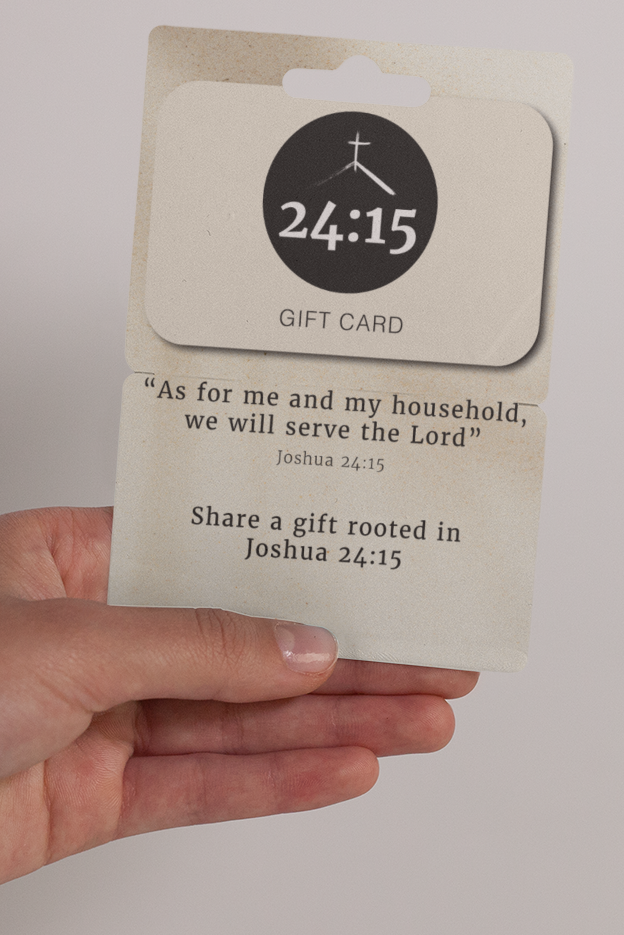 24:15
GIFT CARD
“As for me and my household,
we will serve the Lord”
Joshua 24:15
Share a gift rooted in
Joshua 24:15